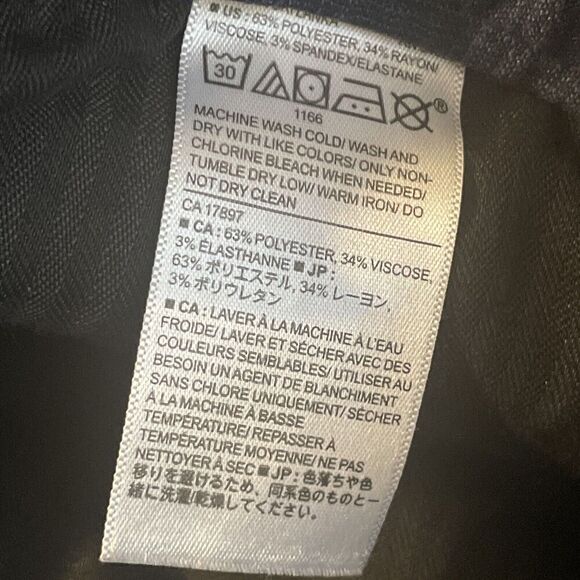 ■ US : 63% POLYESTER, 34% RAYON/
VISCOSE, 3% SPANDEX/ELASTANE
30
®
1166
MACHINE WASH COLD/ WASH AND
DRY WITH LIKE COLORS/ ONLY NON-
CHLORINE BLEACH WHEN NEEDED/
TUMBLE DRY LOW/ WARM IRON/ DO
NOT DRY CLEAN
CA 17897
■ CA : 63% POLYESTER, 34% VISCOSE,
3% ÉLASTHANNE ■ JP :
63% ポリエステル, 34% レーヨン,
3% ポリウレタン
■ CA : LAVER À LA MACHINE À L'EAU
FROIDE/ LAVER ET SÉCHER AVEC DES
COULEURS SEMBLABLES/ UTILISER AU
BESOIN UN AGENT DE BLANCHIMENT
SANS CHLORE UNIQUEMENT/ SÉCHER
À LA MACHINE À BASSE
TEMPÉRATURE/ REPASSER À
TEMPÉRATURE MOYENNE/ NE PAS
NETTOYER À SEC ■ JP : 色落ちや色
移りを避けるため、同系色のものと一
緒に洗濯/乾燥してください。